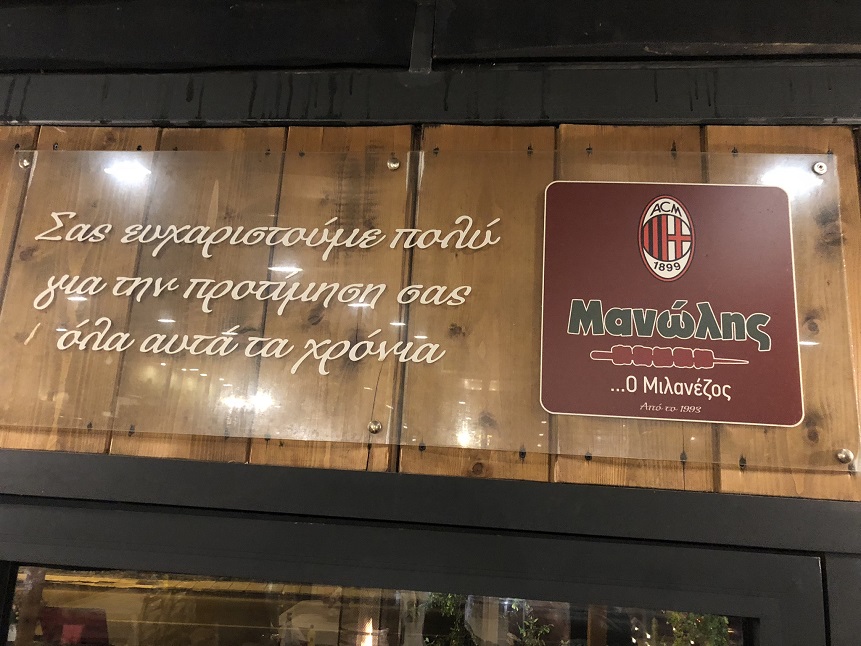 Σας ευχαριστούμε πολύ
για την προτίμηση σας
όλα αυτά τα χρόνια
ACM
1899
Μανώλης
...Ο Μιλανέζος
Από το 1993